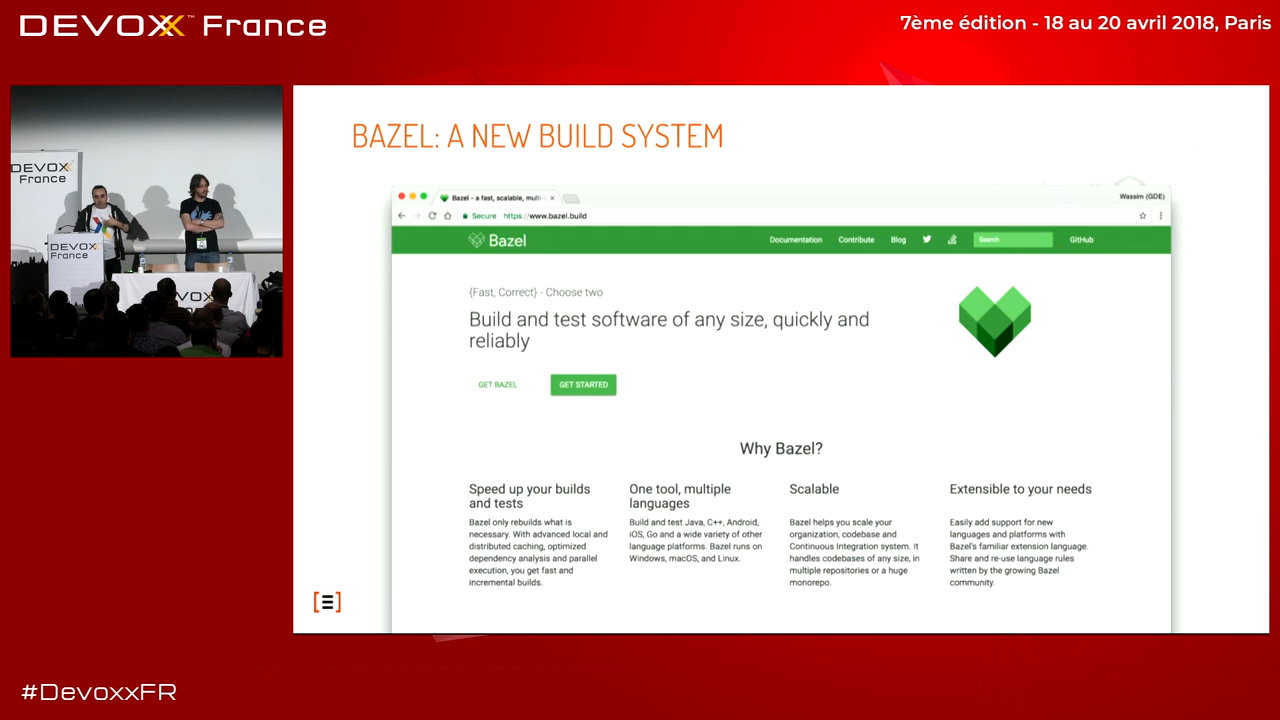 DEVOXX™ France
7ème édition - 18 au 20 avril 2018, Paris
DEVOXX
France
DEVOXX
France
VOX
BAZEL: A NEW BUILD SYSTEM
Bazel - a fast, scalable, multi
Wassim (GDE)
Secure https://www.bazel.build
Bazel
Documentation Contribute Blog Search GitHub
{Fast, Correct} - Choose two
Build and test software of any size, quickly and
reliably
GET BAZEL GET STARTED
Why Bazel?
Speed up your builds
and tests
Bazel only rebuilds what is
necessary. With advanced local and
distributed caching, optimized
dependency analysis and parallel
execution, you get fast and
incremental builds.
One tool, multiple
languages
Build and test Java, C++, Android,
iOS, Go and a wide variety of other
language platforms. Bazel runs on
Windows, macOS, and Linux.
Scalable
Bazel helps you scale your
organization, codebase and
Continuous Integration system. It
handles codebases of any size, in
multiple repositories or a huge
monorepo.
Extensible to your needs
Easily add support for new
languages and platforms with
Bazel's familiar extension language.
Share and re-use language rules
written by the growing Bazel
community.
#DevoxxFR